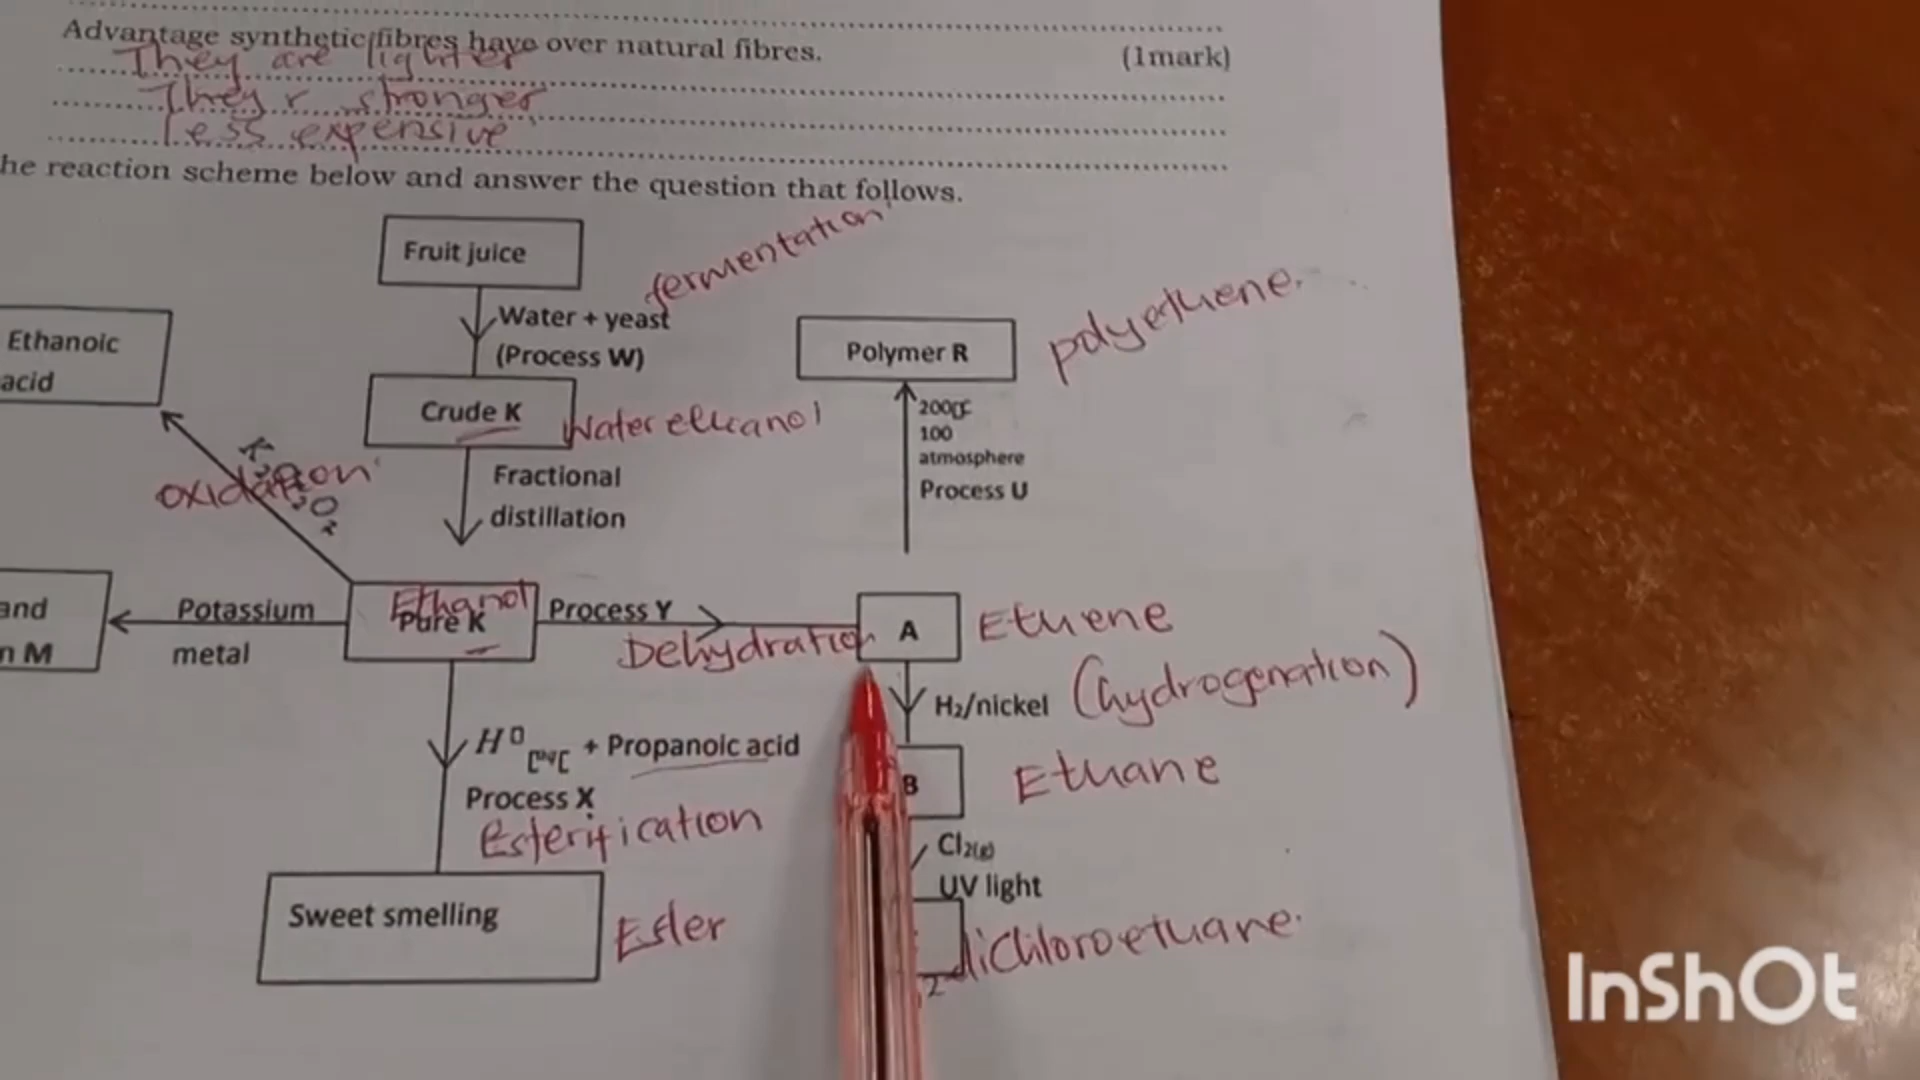 Advantage synthetic fibres have over natural fibres. (1mark)
They are lighter
They r stronger
less expensive
he reaction scheme below and answer the question that follows.
Fruit juice
fermentation
Water + yeast
(Process W)
Ethanoic
acid
Polymer R
polyethene.
Crude K
Water ethanol
200
100
atmosphere
Process U
oxidation
Fractional
distillation
and
n M
Potassium
metal
Ethanol
Pure K
Process Y
Dehydration
A
Ethene
H₂/nickel
(hydrogenation)
+ Propanoic acid
Process X
Esterification
B
Ethane
Cl₂(g)
UV light
Sweet smelling
Ester
dichloroethane.
InShOt